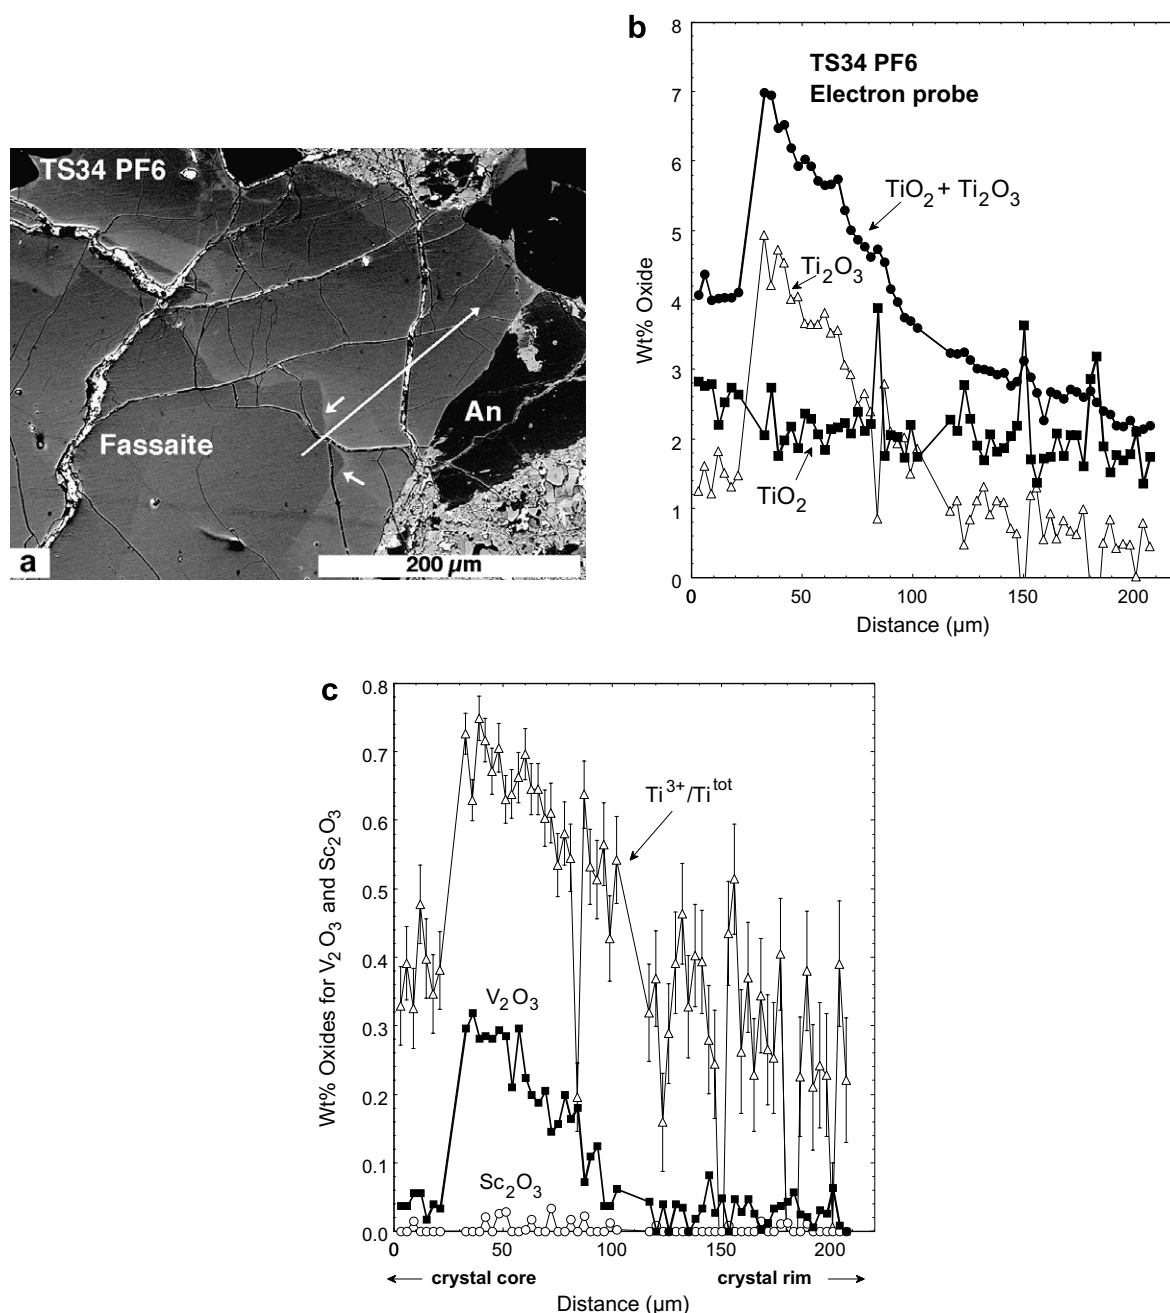 a
TS34 PF6
Fassaite
An
200 µm
b
TS34 PF6
Electron probe
TiO2 + Ti2O3
Ti2O3
TiO2
Wt% Oxide
8
7
6
5
4
3
2
1
0
0 50 100 150 200
Distance (µm)
c
Ti3+/Titot
V2O3
Sc2O3
Wt% Oxides for V2O3 and Sc2O3
0.8
0.7
0.6
0.5
0.4
0.3
0.2
0.1
0.0
0 50 100 150 200
crystal core crystal rim
Distance (µm)